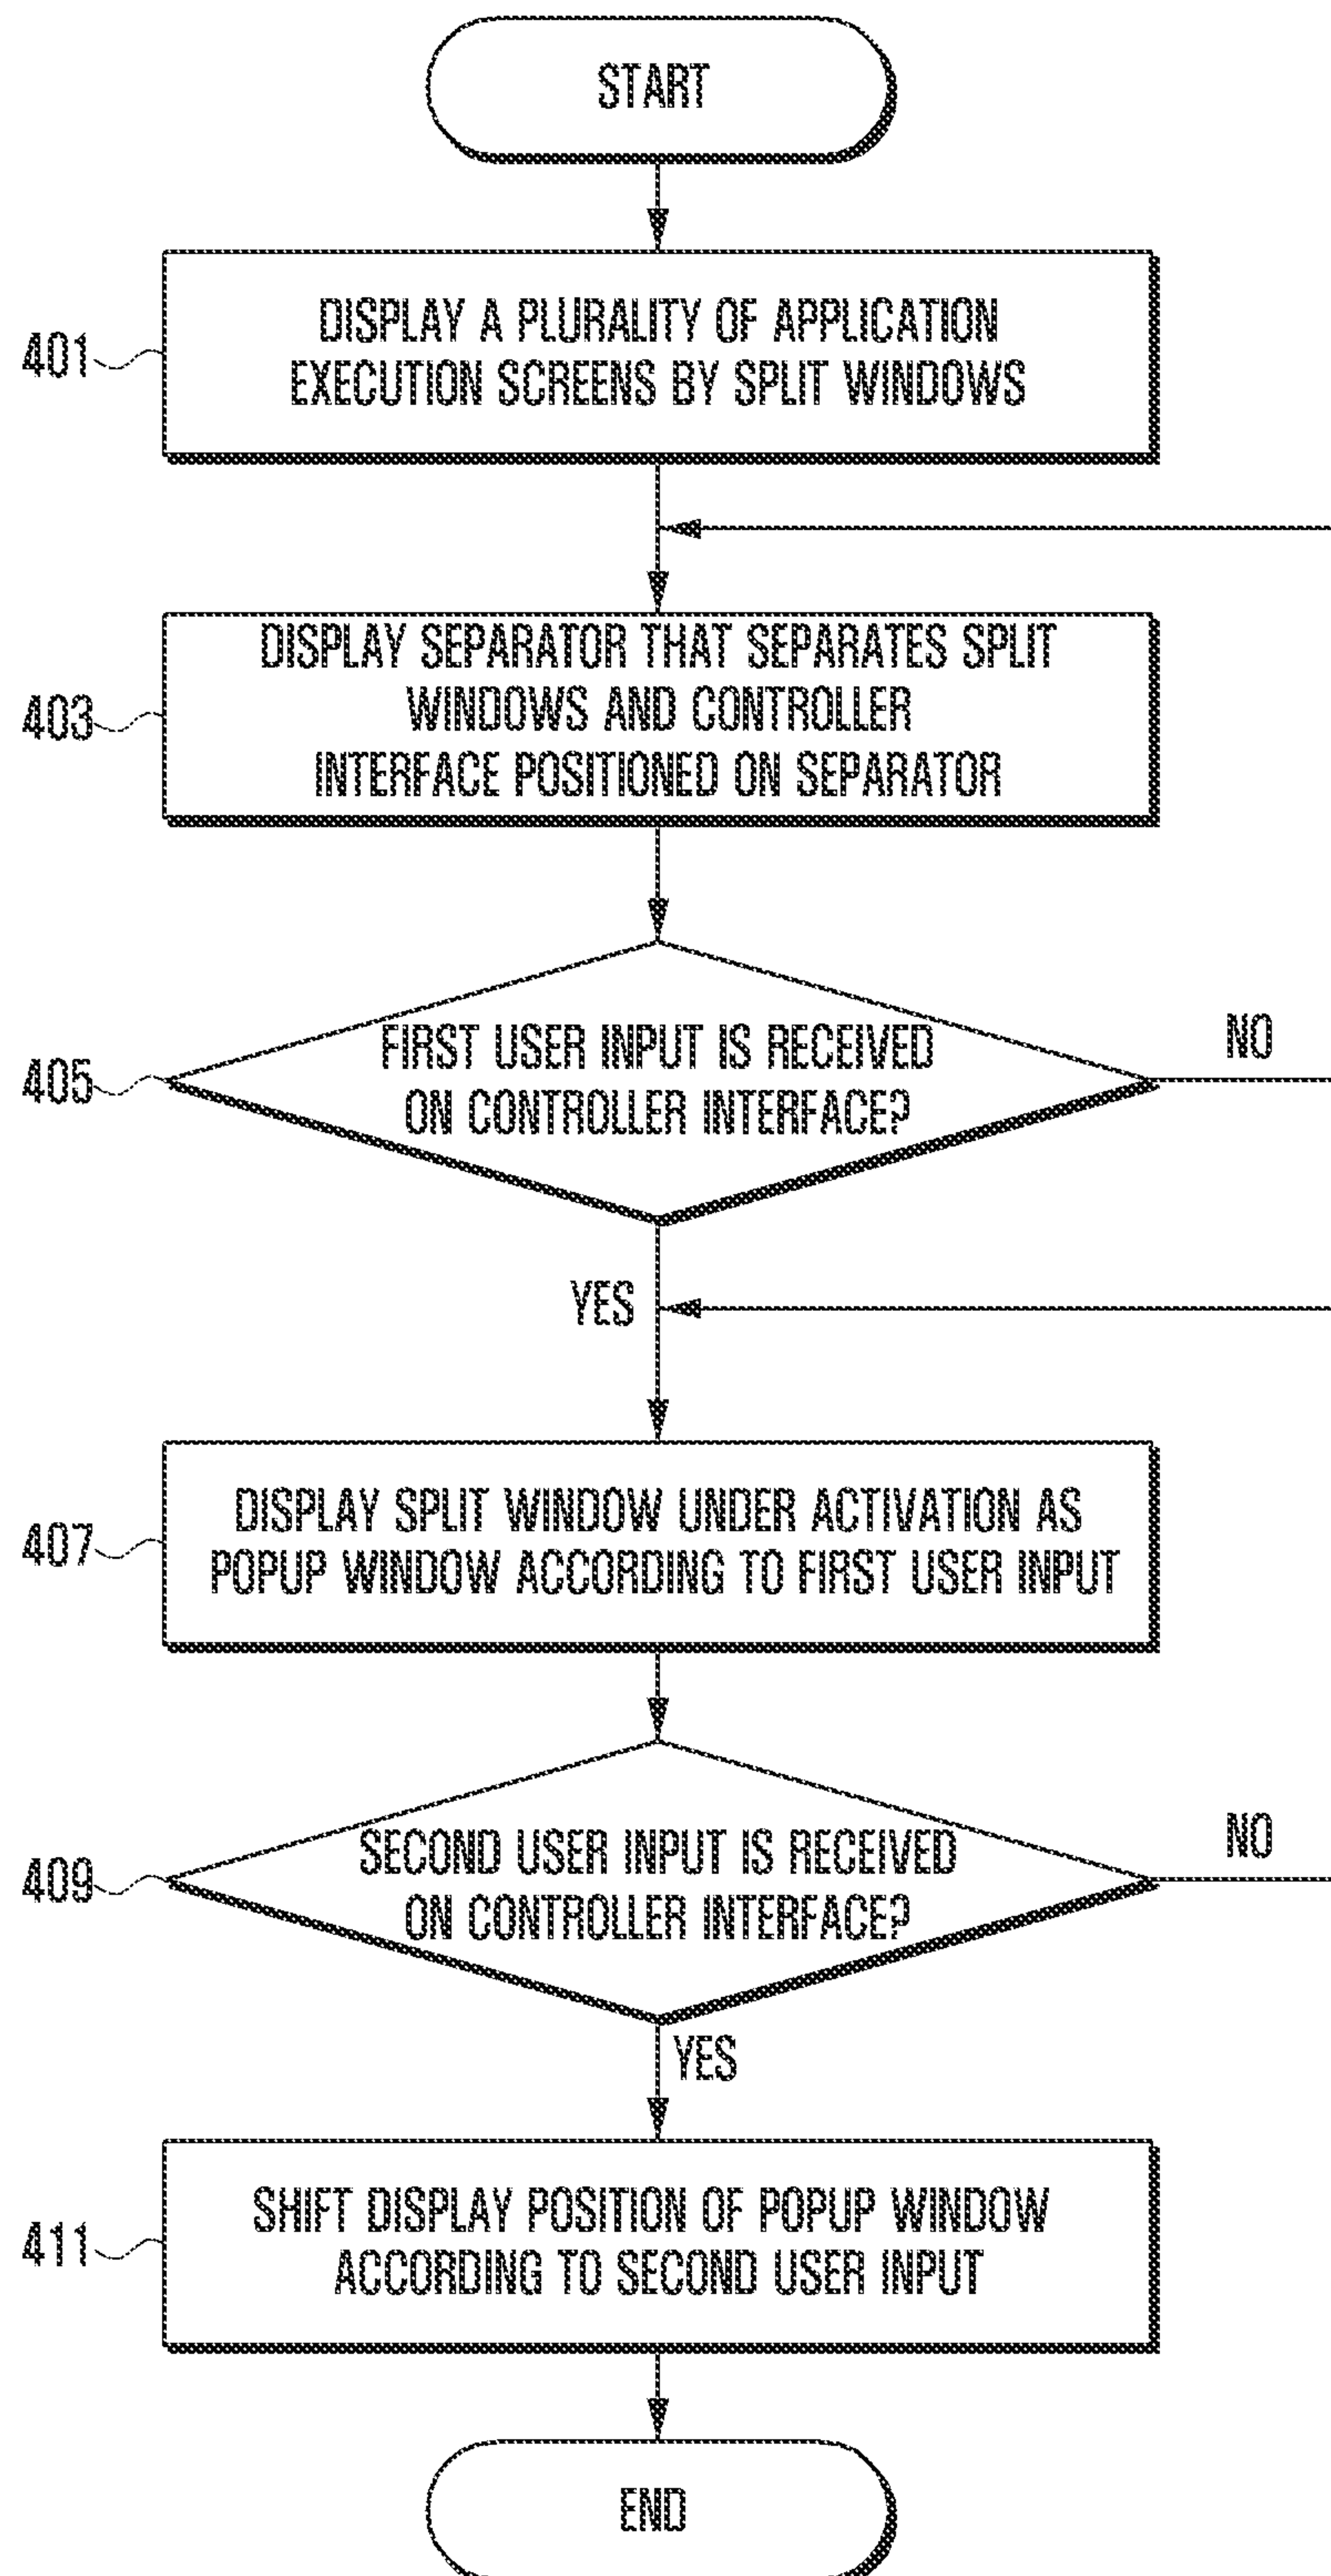 START
401
DISPLAY A PLURALITY OF APPLICATION
EXECUTION SCREENS BY SPLIT WINDOWS
403
DISPLAY SEPARATOR THAT SEPARATES SPLIT
WINDOWS AND CONTROLLER
INTERFACE POSITIONED ON SEPARATOR
405
FIRST USER INPUT IS RECEIVED
ON CONTROLLER INTERFACE?
NO
YES
407
DISPLAY SPLIT WINDOW UNDER ACTIVATION AS
POPUP WINDOW ACCORDING TO FIRST USER INPUT
409
SECOND USER INPUT IS RECEIVED
ON CONTROLLER INTERFACE?
NO
YES
411
SHIFT DISPLAY POSITION OF POPUP WINDOW
ACCORDING TO SECOND USER INPUT
END